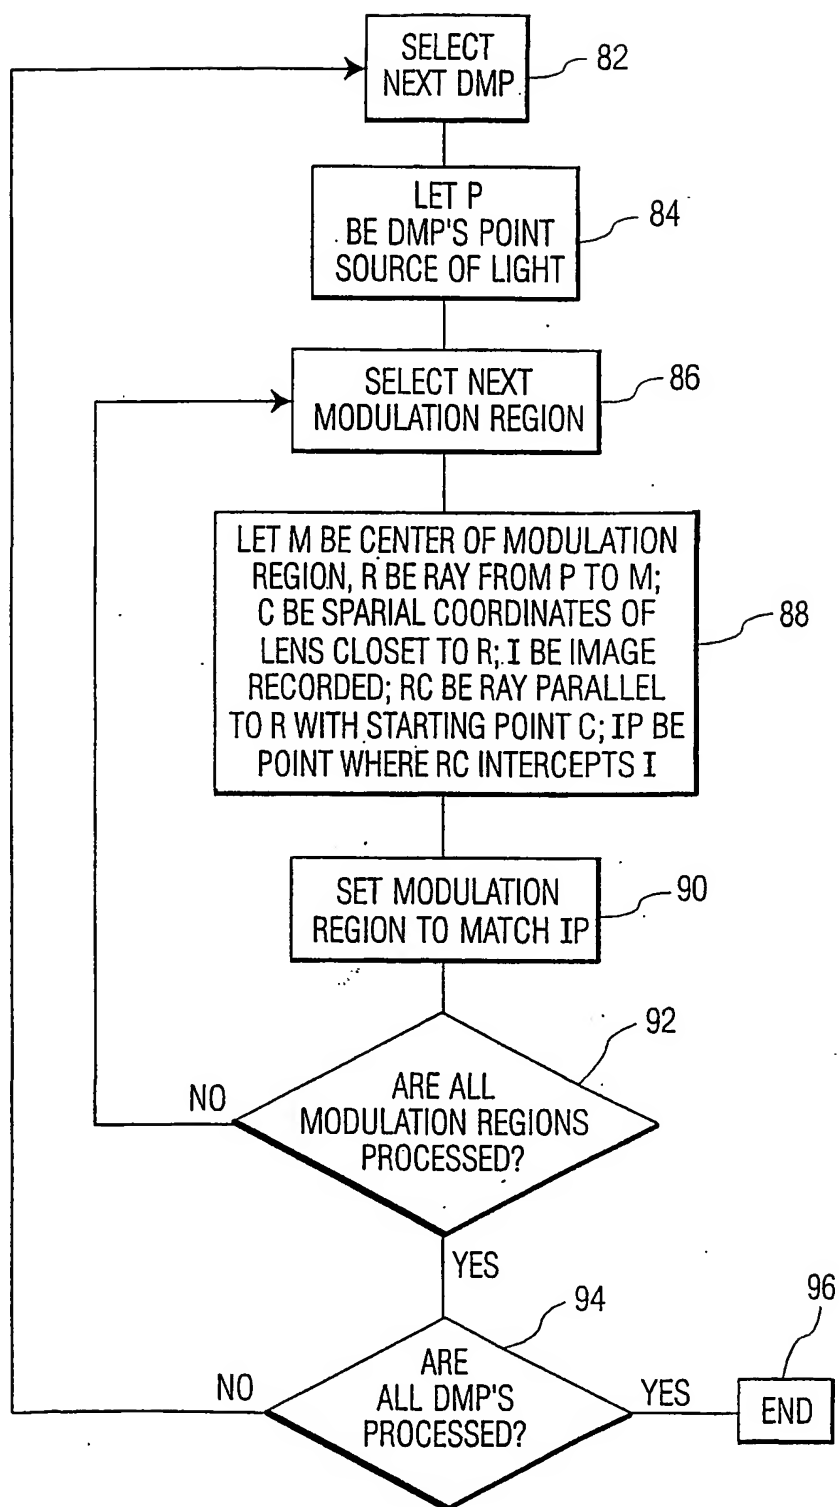 SELECT
NEXT DMP
82
LET P
BE DMP'S POINT
SOURCE OF LIGHT
84
SELECT NEXT
MODULATION REGION
86
LET M BE CENTER OF MODULATION
REGION, R BE RAY FROM P TO M;
C BE SPARIAL COORDINATES OF
LENS CLOSET TO R; I BE IMAGE
RECORDED; RC BE RAY PARALLEL
TO R WITH STARTING POINT C; IP BE
POINT WHERE RC INTERCEPTS I
88
SET MODULATION
REGION TO MATCH IP
90
92
ARE ALL
MODULATION REGIONS
PROCESSED?
NO
YES
94
ARE
ALL DMP'S
PROCESSED?
NO
YES
96
END